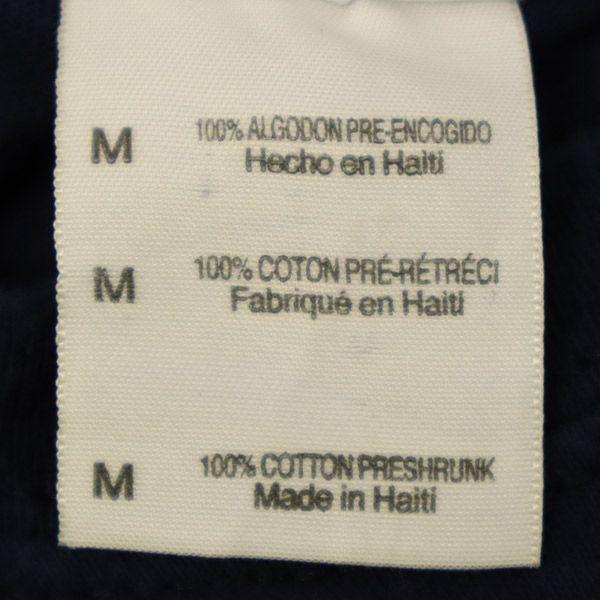 M 100% ALGODON PRE-ENCOGIDO
Hecho en Haiti
M 100% COTON PRÉ-RÉTRÉCI
Fabriqué en Haiti
M 100% COTTON PRESHRUNK
Made in Haiti